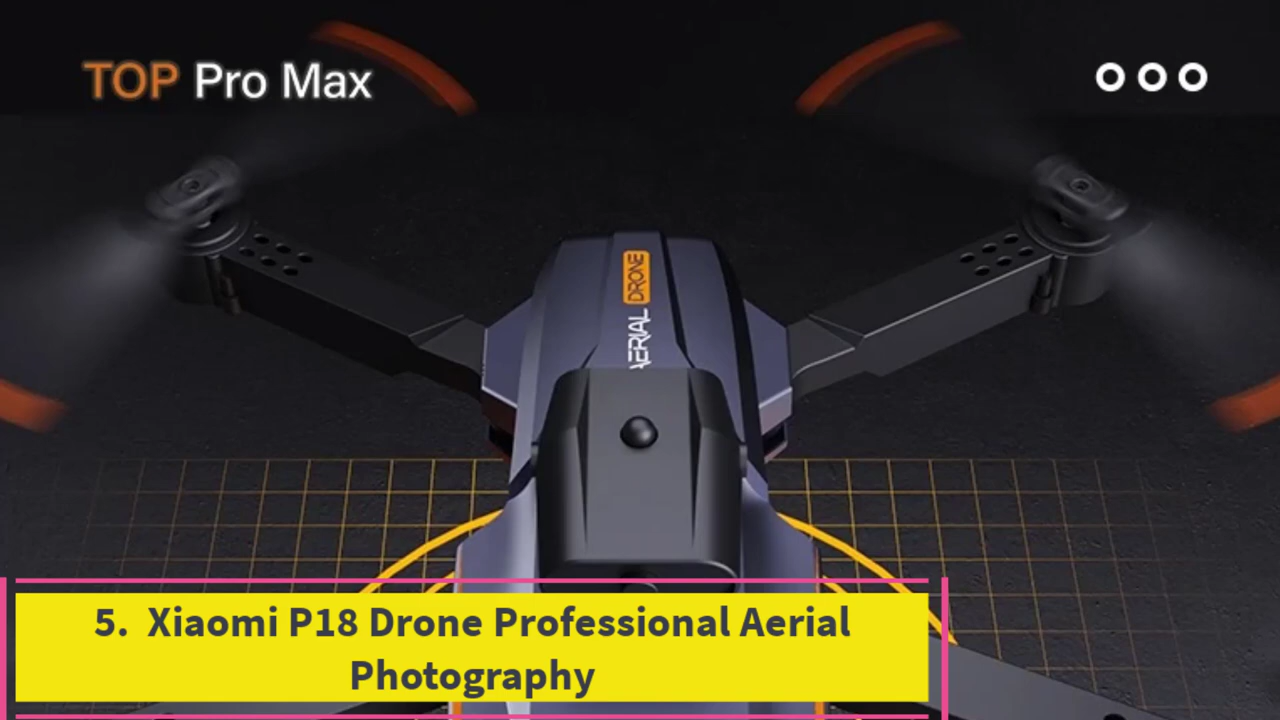 TOP Pro Max
AERIAL DRONE
5. Xiaomi P18 Drone Professional Aerial
Photography